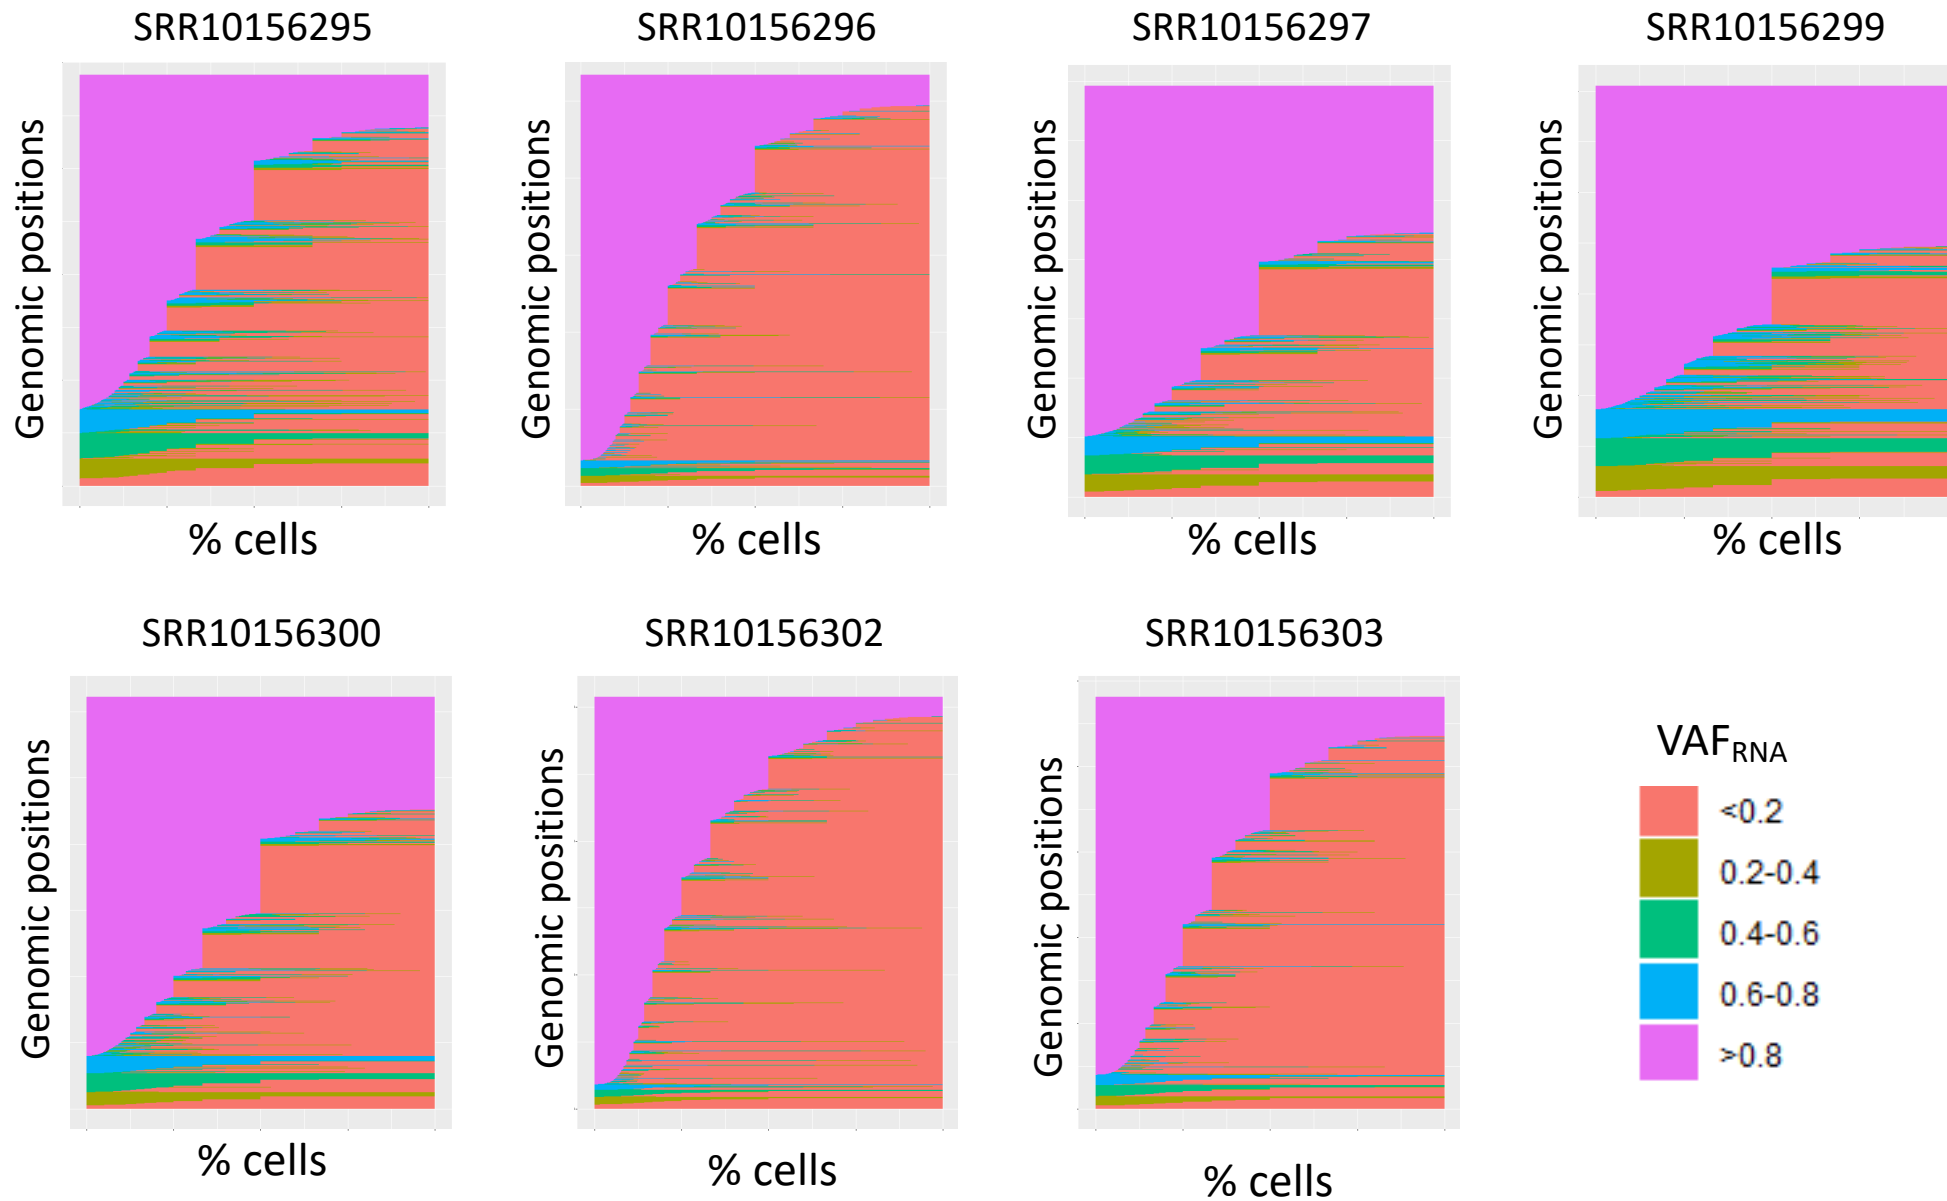 SRR10156295
SRR10156296
SRR10156297
SRR10156299
Genomic positions
Genomic positions
Genomic positions
Genomic positions
% cells
% cells
% cells
% cells
SRR10156300
SRR10156302
SRR10156303
Genomic positions
Genomic positions
Genomic positions
% cells
% cells
% cells
VAFRNA
<0.2
0.2-0.4
0.4-0.6
0.6-0.8
>0.8